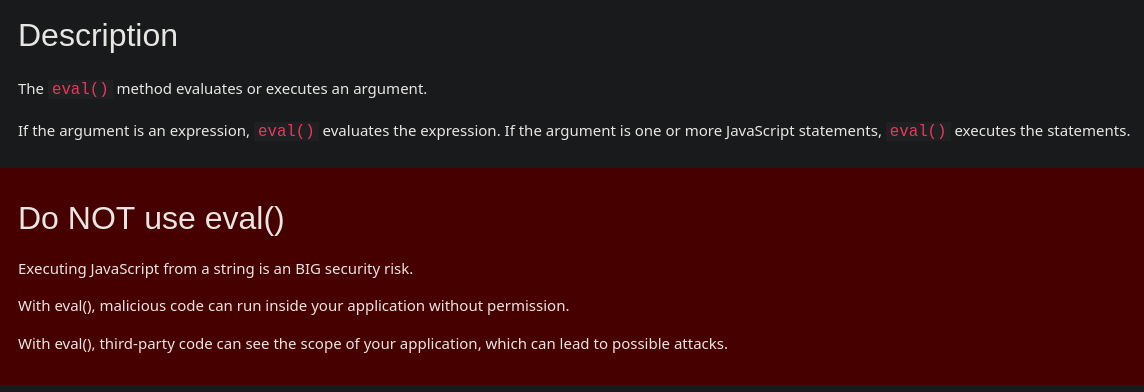 Description
The eval() method evaluates or executes an argument.
If the argument is an expression, eval() evaluates the expression. If the argument is one or more JavaScript statements, eval() executes the statements.
Do NOT use eval()
Executing JavaScript from a string is an BIG security risk.
With eval(), malicious code can run inside your application without permission.
With eval(), third-party code can see the scope of your application, which can lead to possible attacks.